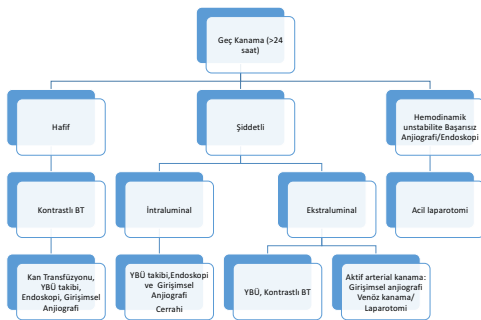 Geç Kanama (>24
saat)
Hafif
Şiddetli
Hemodinamik
unstabilite Başarısız
Anjiografi/Endoskopi
Kontrastlı BT
İntraluminal
Ekstraluminal
Acil laparotomi
Kan Transfüzyonu,
YBÜ takibi,
Endoskopi, Girişimsel
Anjiografi
YBÜ takibi,Endoskopi
ve Girişimsel
Anjiografi
Cerrahi
YBÜ, Kontrastlı BT
Aktif arterial kanama:
Girişimsel anjiografi
Venöz kanama/
Laparotomi